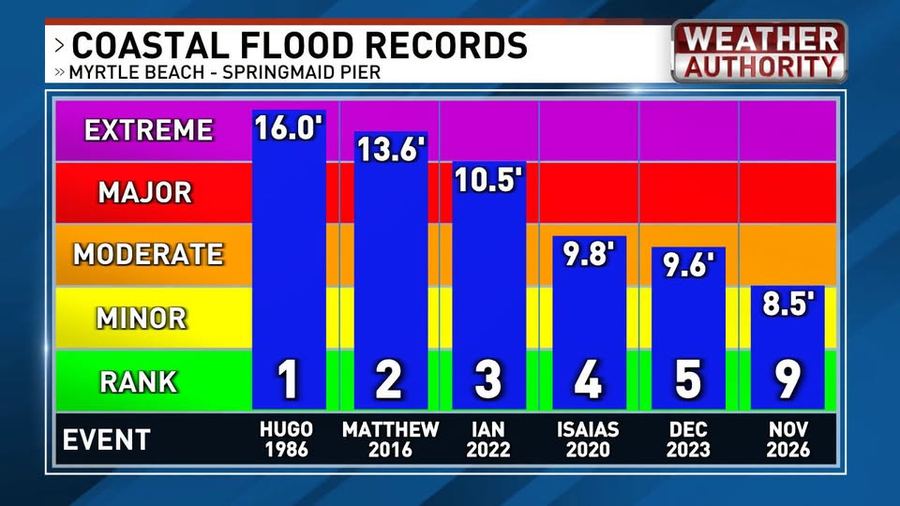 > COASTAL FLOOD RECORDS
» MYRTLE BEACH - SPRINGMAID PIER
WEATHER
AUTHORITY
EXTREME
MAJOR
MODERATE
MINOR
RANK
16.0'
13.6'
10.5'
9.8'
9.6'
8.5'
1 2 3 4 5 9
EVENT
HUGO
1986
MATTHEW
2016
IAN
2022
ISAIAS
2020
DEC
2023
NOV
2026